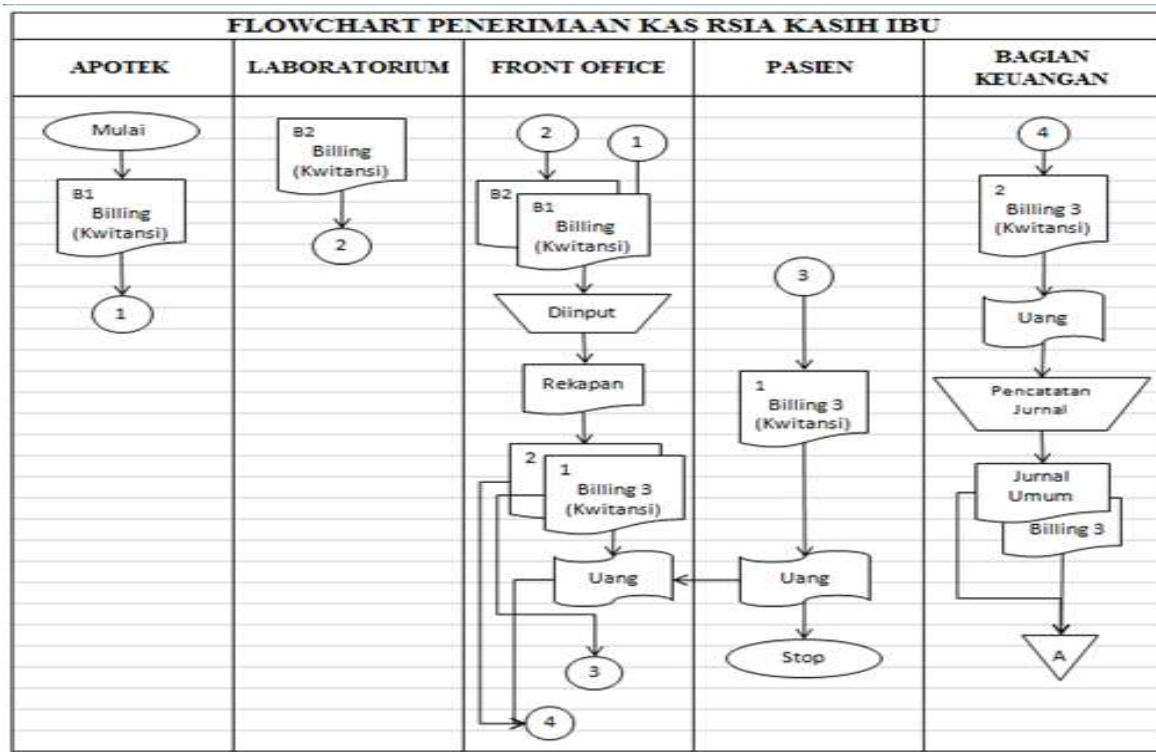 FLOWCHART PENERIMAAN KAS RSIA KASIH IBU
APOTEK
LABORATORIUM
FRONT OFFICE
PASIEN
BAGIAN
KEUANGAN
Mulai
B1
Billing
(Kwitansi)
1
B2
Billing
(Kwitansi)
2
2
1
B2
B1
Billing
(Kwitansi)
Diinput
Rekapan
2
1
Billing 3
(Kwitansi)
Uang
3
4
3
1
Billing 3
(Kwitansi)
Uang
Stop
4
2
Billing 3
(Kwitansi)
Uang
Pencatatan
Jurnal
Jurnal
Umum
Billing 3
A